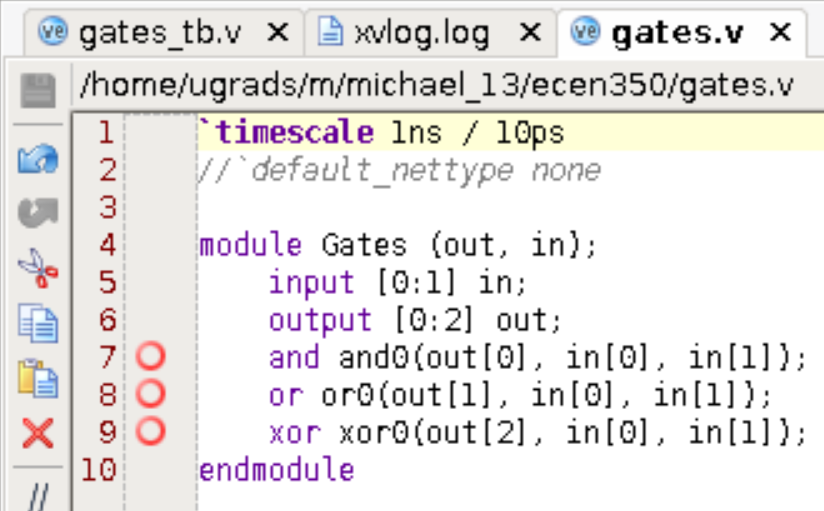 gates_tb.v
xvlog.log
gates.v
/home/ugrads/m/michael_13/ecen350/gates.v
1 `timescale 1ns / 10ps
2 //`default_nettype none
3
4 module Gates (out, in);
5 input [0:1] in;
6 output [0:2] out;
7 and and0(out[0], in[0], in[1]);
8 or or0(out[1], in[0], in[1]);
9 xor xor0(out[2], in[0], in[1]);
10 endmodule
//